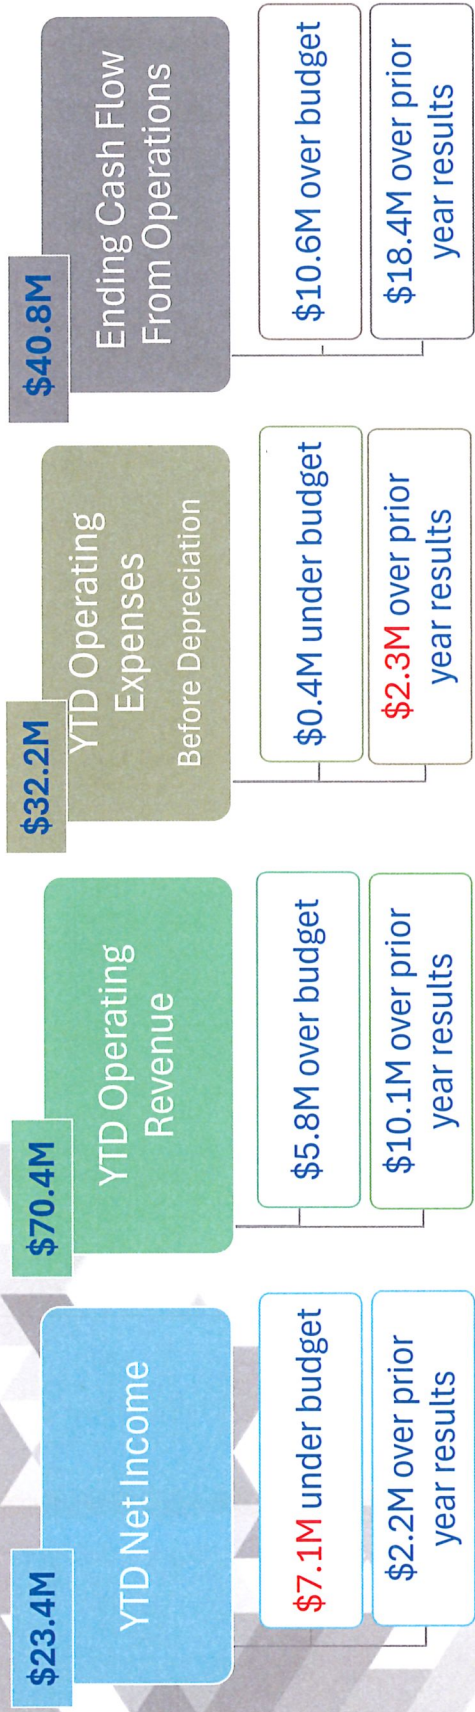 $23.4M
YTD Net Income
$7.1M under budget
$2.2M over prior
year results
$70.4M
YTD Operating
Revenue
$5.8M over budget
$10.1M over prior
year results
$32.2M
YTD Operating
Expenses
Before Depreciation
$0.4M under budget
$2.3M over prior
year results
$40.8M
Ending Cash Flow
From Operations
$10.6M over budget
$18.4M over prior
year results